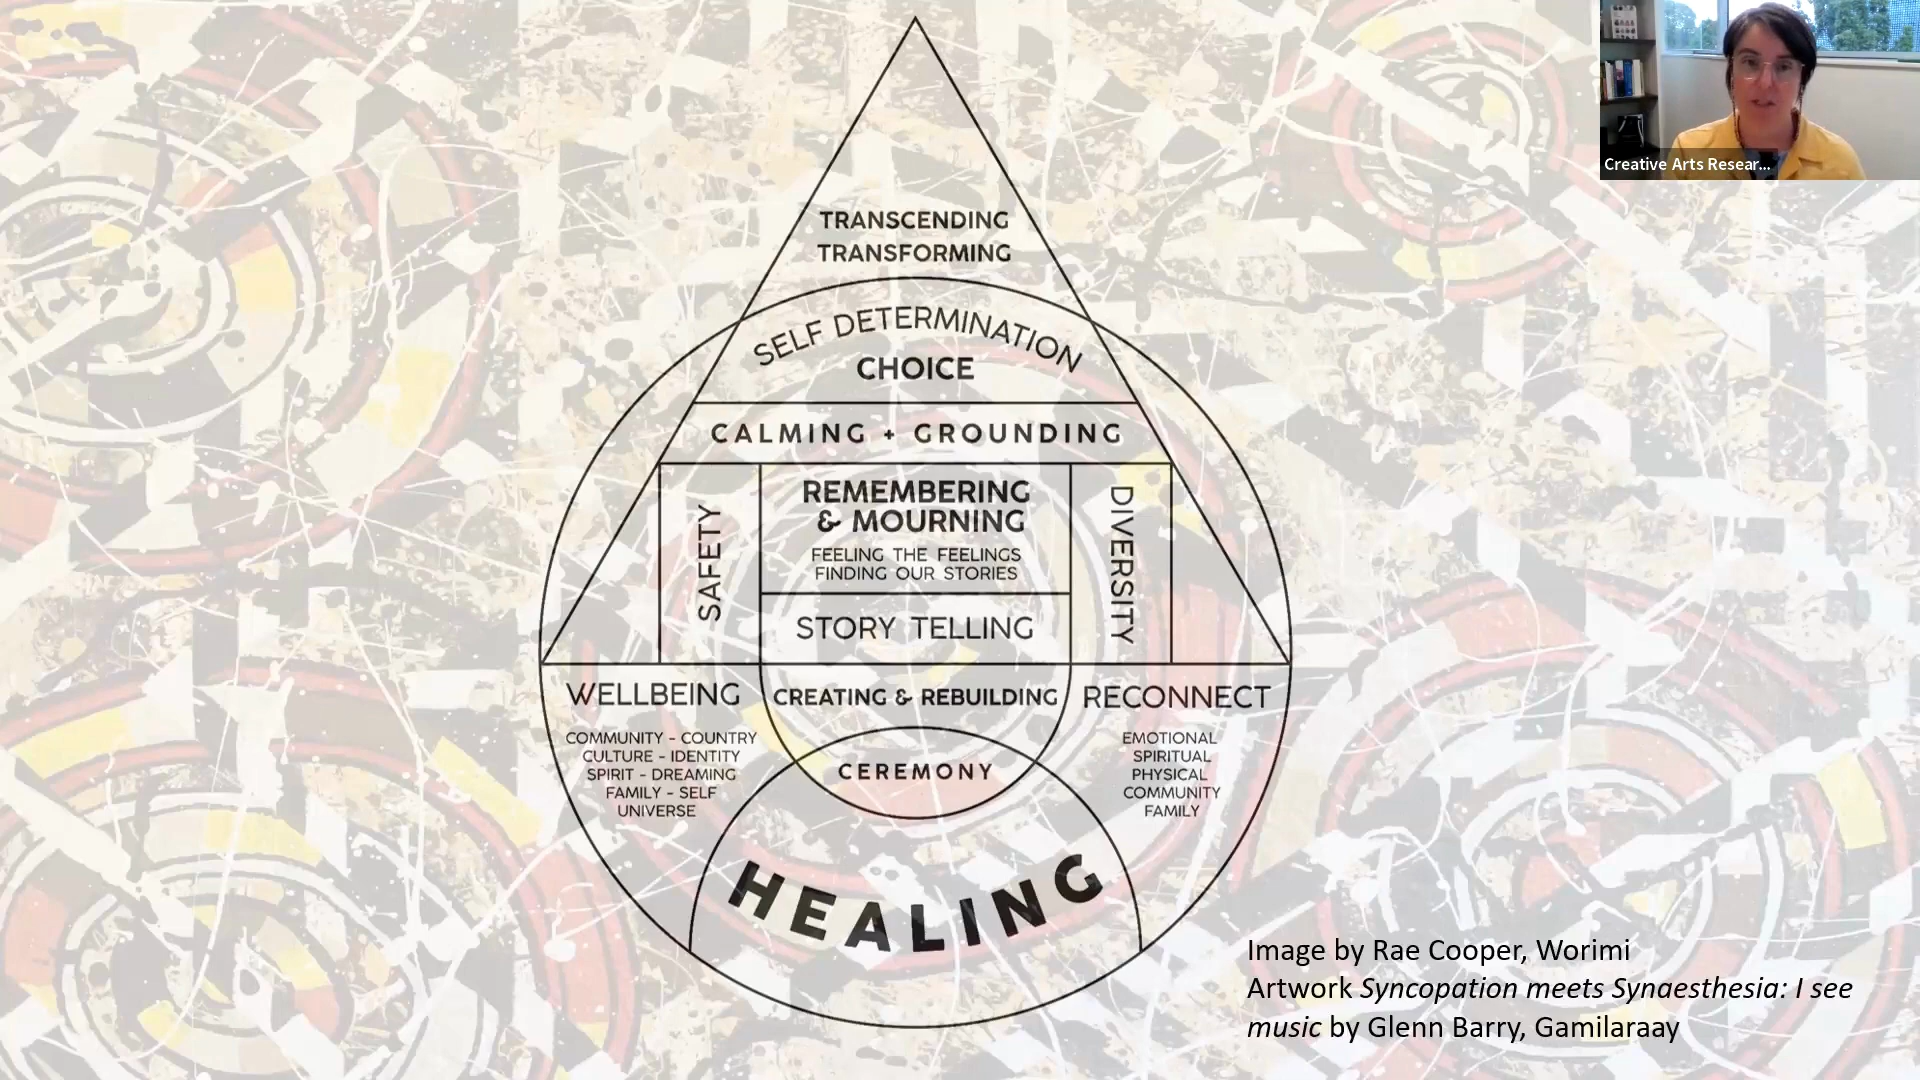 Creative Arts Resear...
TRANSCENDING
TRANSFORMING
SELF DETERMINATION
CHOICE
CALMING + GROUNDING
SAFETY
REMEMBERING
& MOURNING
FEELING THE FEELINGS
FINDING OUR STORIES
STORY TELLING
DIVERSITY
WELLBEING
COMMUNITY - COUNTRY
CULTURE - IDENTITY
SPIRIT - DREAMING
FAMILY - SELF
UNIVERSE
CREATING & REBUILDING
CEREMONY
RECONNECT
EMOTIONAL
SPIRITUAL
PHYSICAL
COMMUNITY
FAMILY
HEALING
Image by Rae Cooper, Worimi
Artwork Syncopation meets Synaesthesia: I see
music by Glenn Barry, Gamilaraay